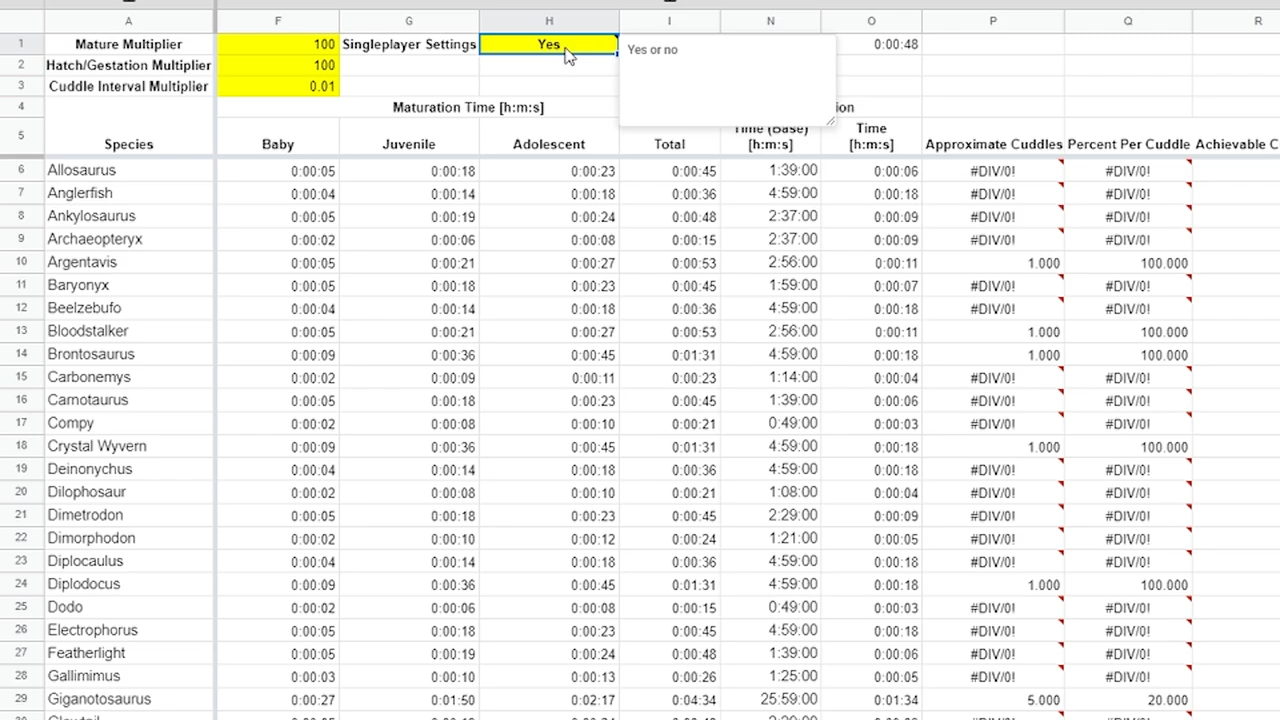 A F G H I N O P Q R
1 Mature Multiplier 100 Singleplayer Settings Yes Yes or no 0:00:48
2 Hatch/Gestation Multiplier 100
3 Cuddle Interval Multiplier 0.01
4 Maturation Time [h:m:s] ion
5 Species Baby Juvenile Adolescent Total Time (Base) [h:m:s] Time [h:m:s] Approximate Cuddles Percent Per Cuddle Achievable C
6 Allosaurus 0:00:05 0:00:18 0:00:23 0:00:45 1:39:00 0:00:06 #DIV/0! #DIV/0!
7 Anglerfish 0:00:04 0:00:14 0:00:18 0:00:36 4:59:00 0:00:18 #DIV/0! #DIV/0!
8 Ankylosaurus 0:00:05 0:00:19 0:00:24 0:00:48 2:37:00 0:00:09 #DIV/0! #DIV/0!
9 Archaeopteryx 0:00:02 0:00:06 0:00:08 0:00:15 2:37:00 0:00:09 #DIV/0! #DIV/0!
10 Argentavis 0:00:05 0:00:21 0:00:27 0:00:53 2:56:00 0:00:11 1.000 100.000
11 Baryonyx 0:00:05 0:00:18 0:00:23 0:00:45 1:59:00 0:00:07 #DIV/0! #DIV/0!
12 Beelzebufo 0:00:04 0:00:14 0:00:18 0:00:36 4:59:00 0:00:18 #DIV/0! #DIV/0!
13 Bloodstalker 0:00:05 0:00:21 0:00:27 0:00:53 2:56:00 0:00:11 1.000 100.000
14 Brontosaurus 0:00:09 0:00:36 0:00:45 0:01:31 4:59:00 0:00:18 1.000 100.000
15 Carbonemys 0:00:02 0:00:09 0:00:11 0:00:23 1:14:00 0:00:04 #DIV/0! #DIV/0!
16 Carnotaurus 0:00:05 0:00:18 0:00:23 0:00:45 1:39:00 0:00:06 #DIV/0! #DIV/0!
17 Compy 0:00:02 0:00:08 0:00:10 0:00:21 0:49:00 0:00:03 #DIV/0! #DIV/0!
18 Crystal Wyvern 0:00:09 0:00:36 0:00:45 0:01:31 4:59:00 0:00:18 1.000 100.000
19 Deinonychus 0:00:04 0:00:14 0:00:18 0:00:36 4:59:00 0:00:18 #DIV/0! #DIV/0!
20 Dilophosaur 0:00:02 0:00:08 0:00:10 0:00:21 1:08:00 0:00:04 #DIV/0! #DIV/0!
21 Dimetrodon 0:00:05 0:00:18 0:00:23 0:00:45 2:29:00 0:00:09 #DIV/0! #DIV/0!
22 Dimorphodon 0:00:02 0:00:10 0:00:12 0:00:24 1:21:00 0:00:05 #DIV/0! #DIV/0!
23 Diplocaulus 0:00:04 0:00:14 0:00:18 0:00:36 4:59:00 0:00:18 #DIV/0! #DIV/0!
24 Diplodocus 0:00:09 0:00:36 0:00:45 0:01:31 4:59:00 0:00:18 1.000 100.000
25 Dodo 0:00:02 0:00:06 0:00:08 0:00:15 0:49:00 0:00:03 #DIV/0! #DIV/0!
26 Electrophorus 0:00:05 0:00:18 0:00:23 0:00:45 4:59:00 0:00:18 #DIV/0! #DIV/0!
27 Featherlight 0:00:05 0:00:19 0:00:24 0:00:48 1:39:00 0:00:06 #DIV/0! #DIV/0!
28 Gallimimus 0:00:03 0:00:10 0:00:13 0:00:26 1:25:00 0:00:05 #DIV/0! #DIV/0!
29 Giganotosaurus 0:00:27 0:01:50 0:02:17 0:04:34 25:59:00 0:01:34 5.000 20.000